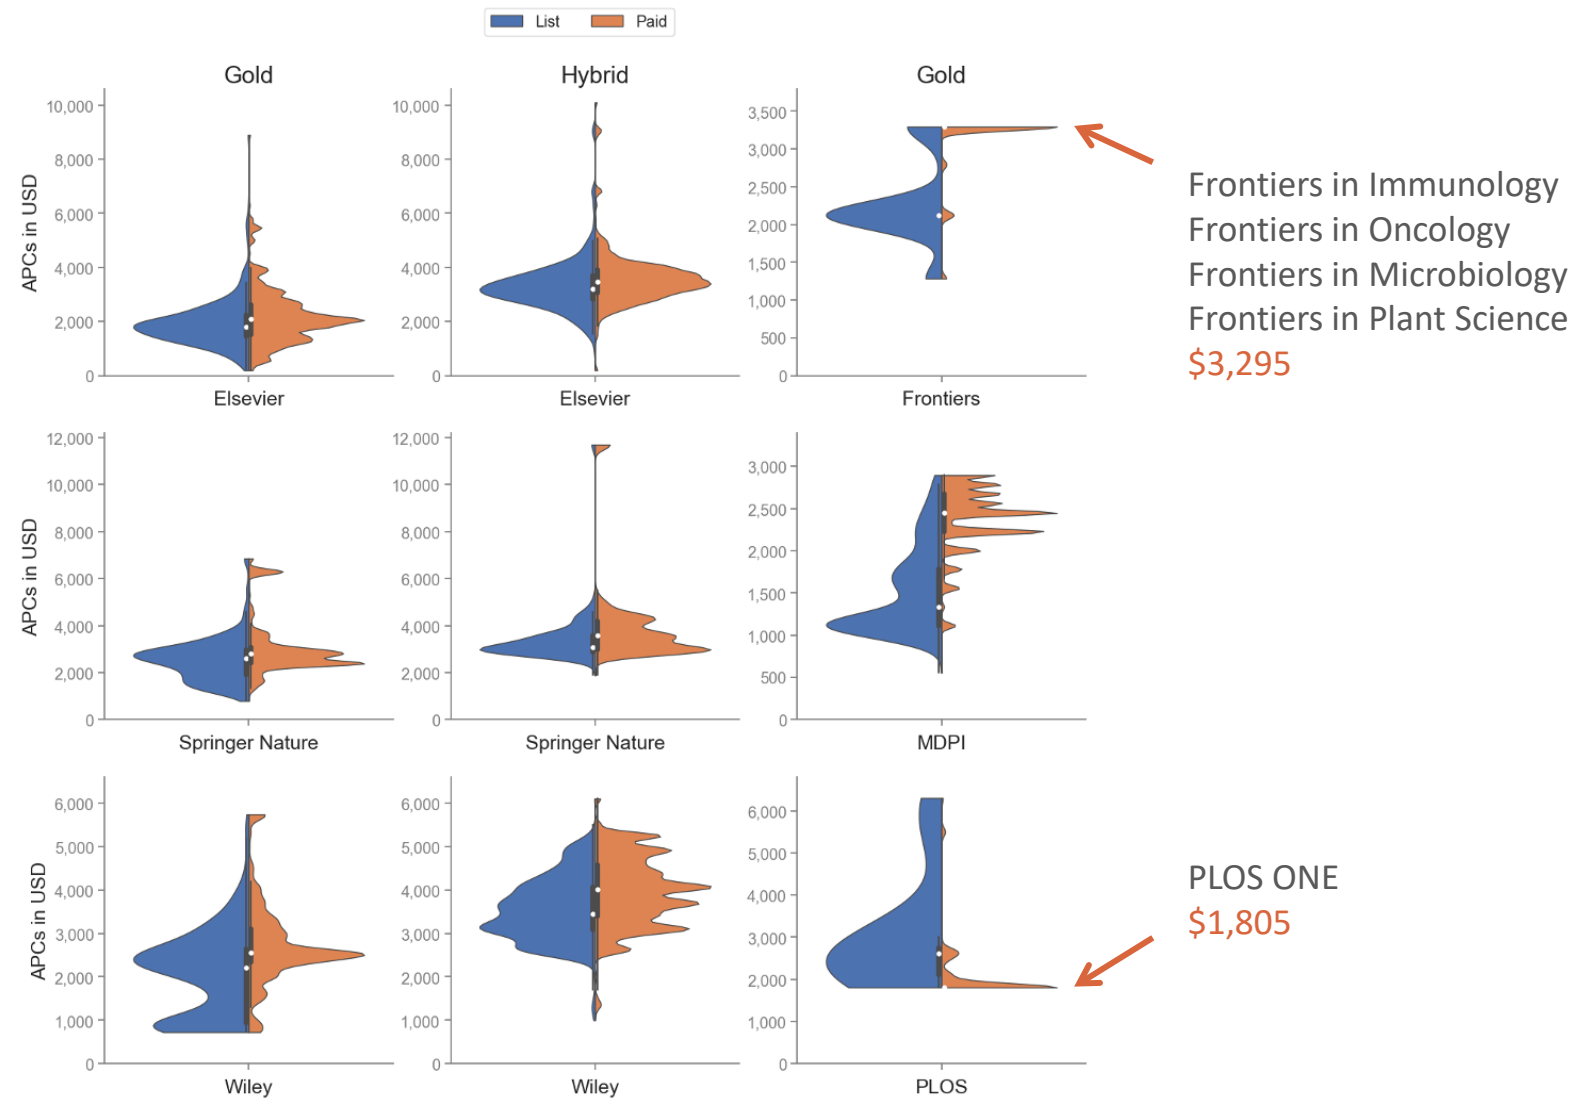 List Paid
Gold Hybrid Gold
10,000 10,000 3,500
8,000 8,000 3,000
6,000 6,000 2,500
4,000 4,000 2,000
2,000 2,000 1,500
0 0 1,000
500
0
APCs in USD
Elsevier Elsevier Frontiers
Frontiers in Immunology
Frontiers in Oncology
Frontiers in Microbiology
Frontiers in Plant Science
$3,295
12,000 12,000 3,000
10,000 10,000 2,500
8,000 8,000 2,000
6,000 6,000 1,500
4,000 4,000 1,000
2,000 2,000 500
0 0 0
APCs in USD
Springer Nature Springer Nature MDPI
6,000 6,000 6,000
5,000 5,000 5,000
4,000 4,000 4,000
3,000 3,000 3,000
2,000 2,000 2,000
1,000 1,000 1,000
0 0 0
APCs in USD
Wiley Wiley PLOS
PLOS ONE
$1,805